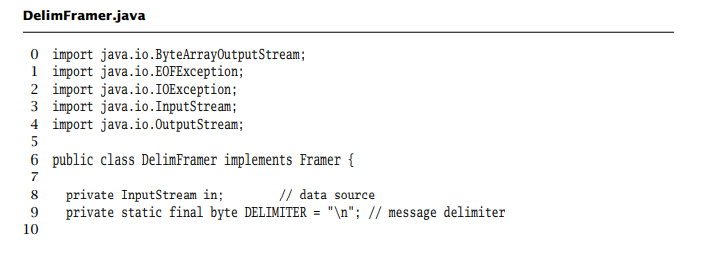 DelimFramer.java
0 import java.io.ByteArrayOutputStream;
1 import java.io.EOFException;
2 import java.io.IOException;
3 import java.io.InputStream;
4 import java.io.OutputStream;
5
6 public class DelimFramer implements Framer {
7
8 private InputStream in; // data source
9 private static final byte DELIMITER = "\n"; // message delimiter
10